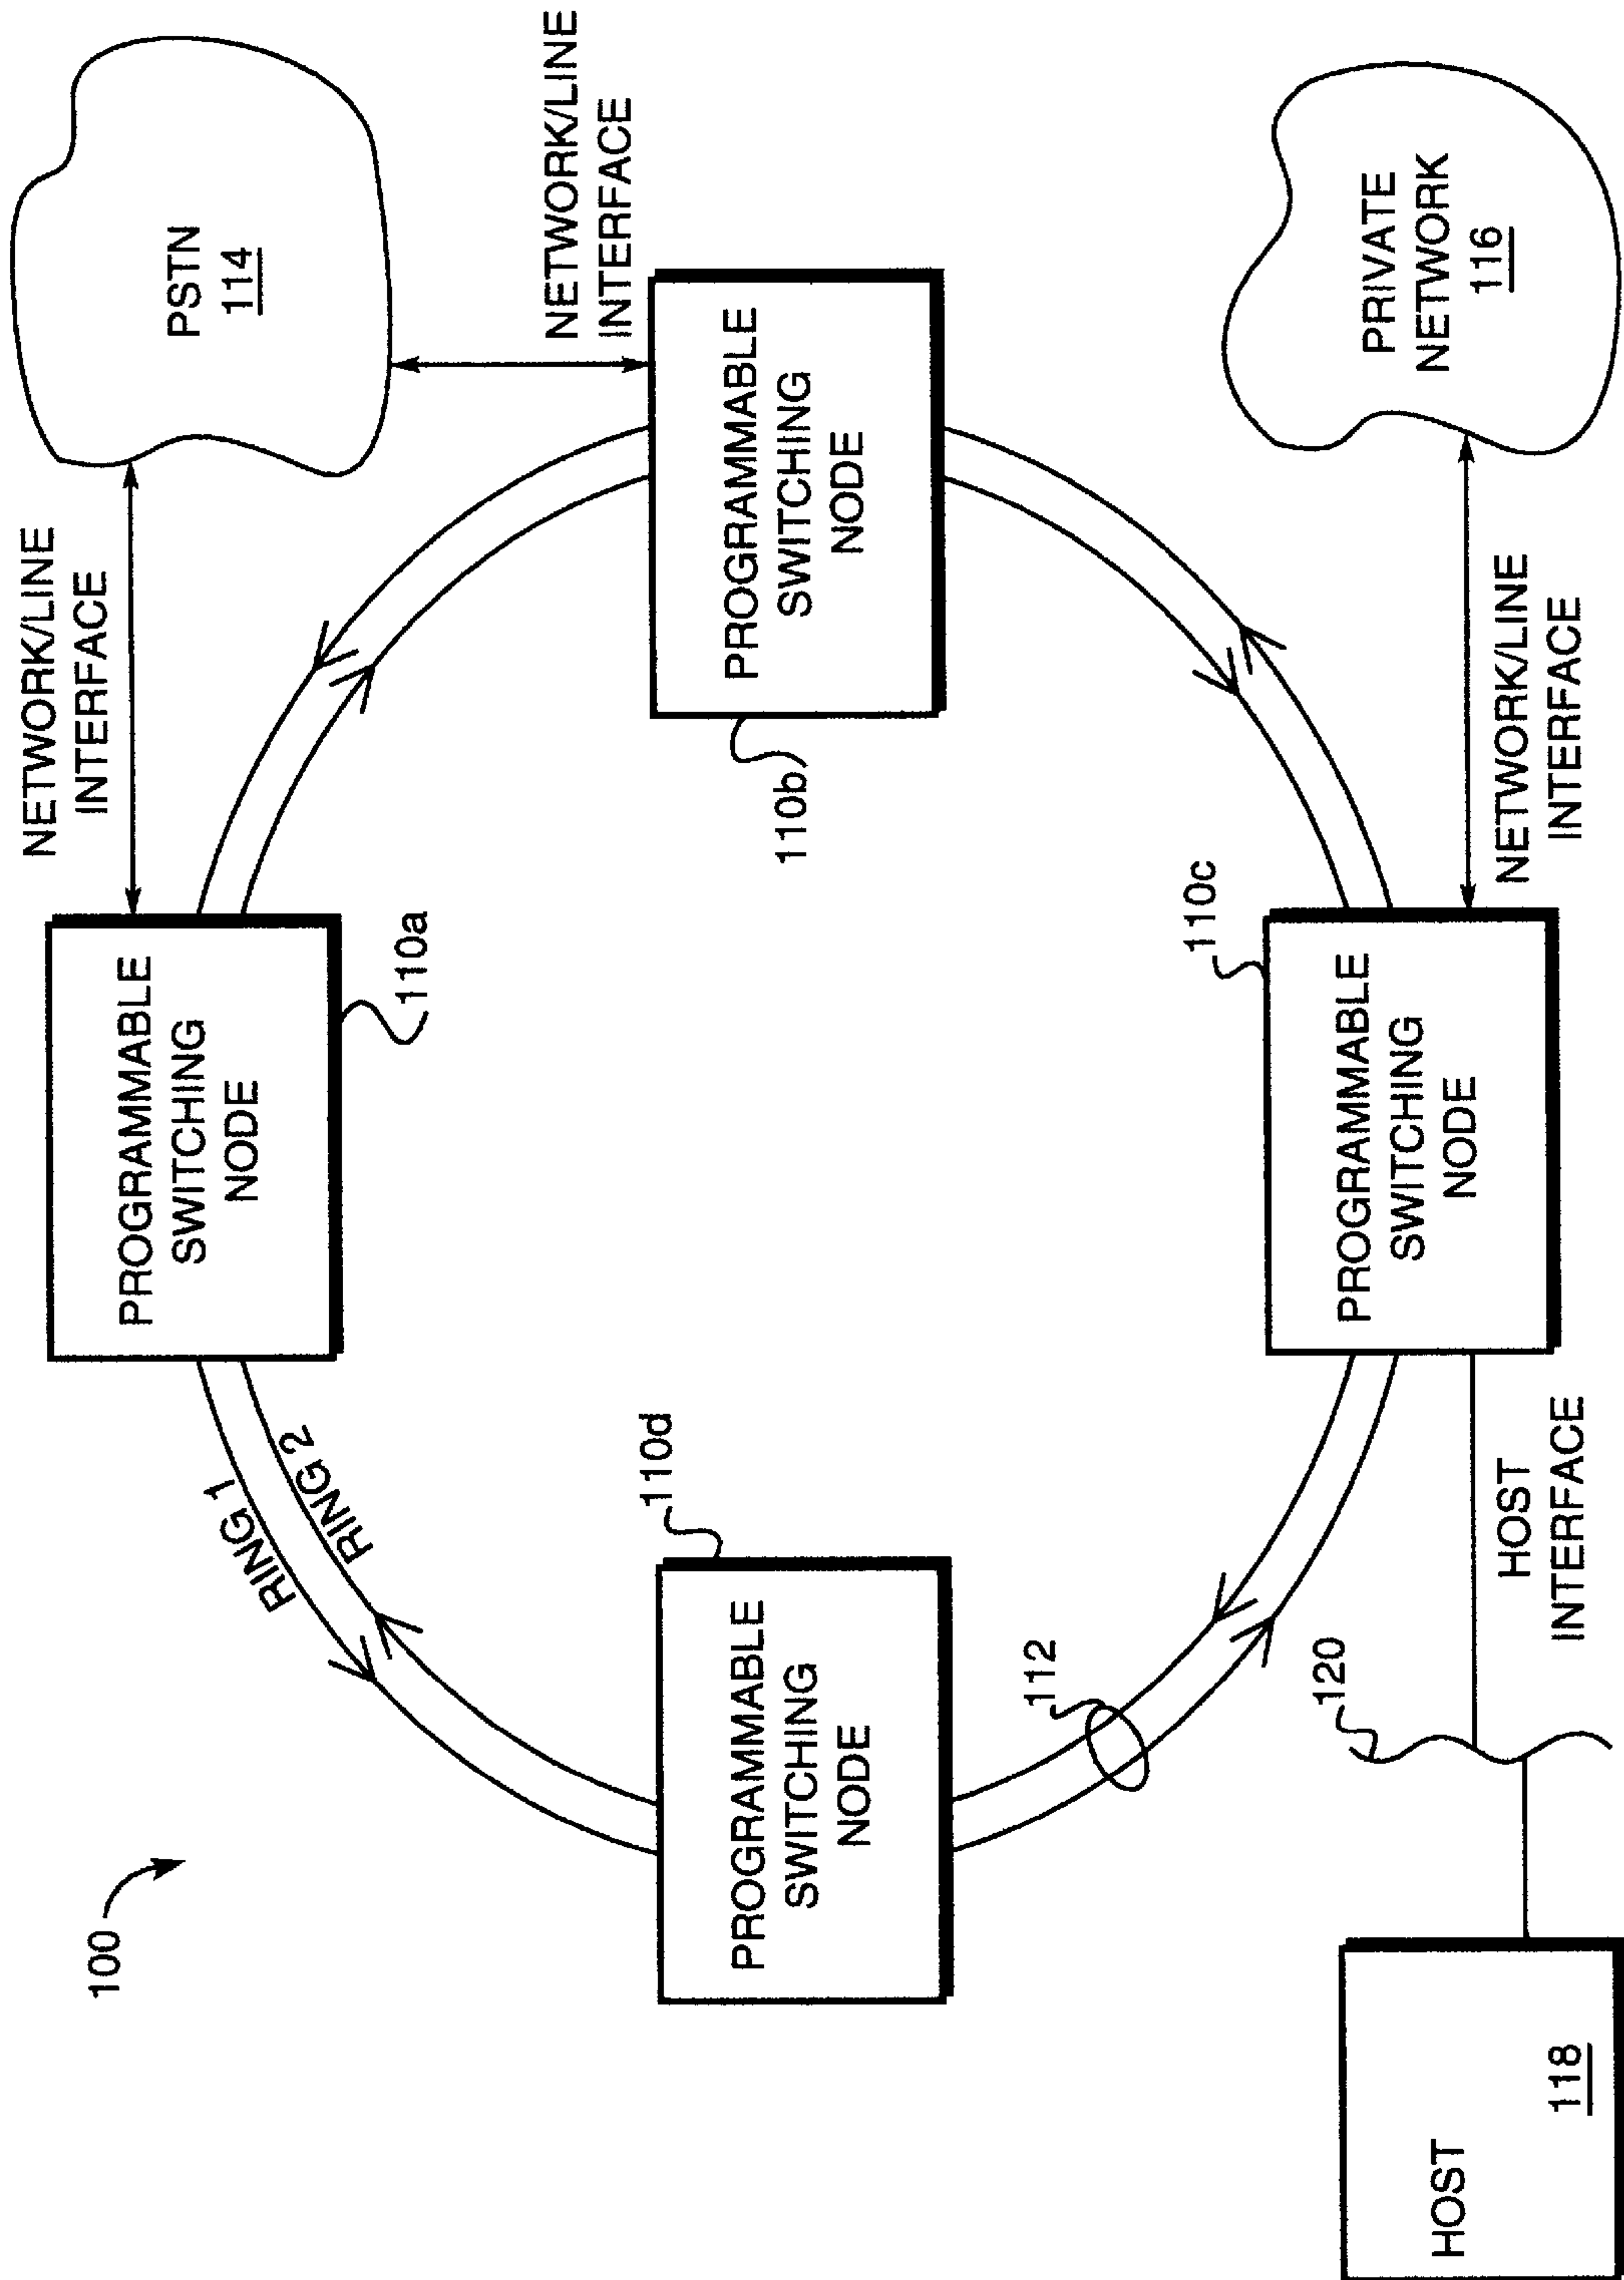 100
PROGRAMMABLE
SWITCHING
NODE
110a
NETWORK/LINE
INTERFACE
PSTN
114
RING 1
RING 2
NETWORK/LINE
INTERFACE
110d
PROGRAMMABLE
SWITCHING
NODE
PROGRAMMABLE
SWITCHING
NODE
110b
112
110c
120
HOST
118
HOST
INTERFACE
PROGRAMMABLE
SWITCHING
NODE
NETWORK/LINE
INTERFACE
PRIVATE
NETWORK
116